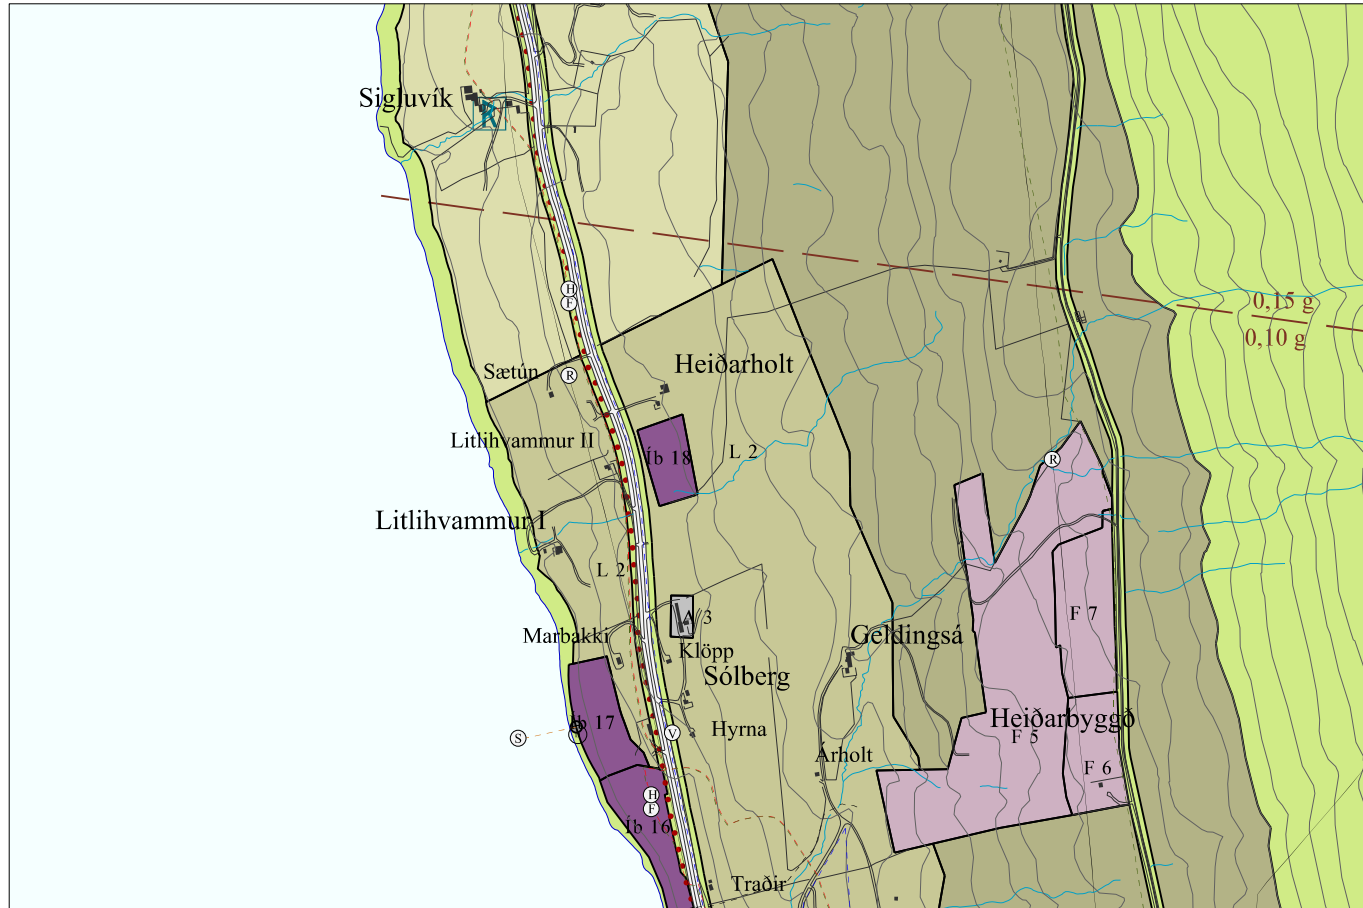 Sigluvík
R
H
F
0,15 g
0,10 g
Sætún
R
Heiðarholt
Litlihvammur II
Íb 18
L 2
R
Litlihvammur I
L 2
A 3
F 7
Marbakki
Klöpp
Geldingsá
Sólberg
Heiðarbyggð
F 5
Íb 17
S
V
Hyrna
Árholt
F 6
H
F
Íb 16
Traðir